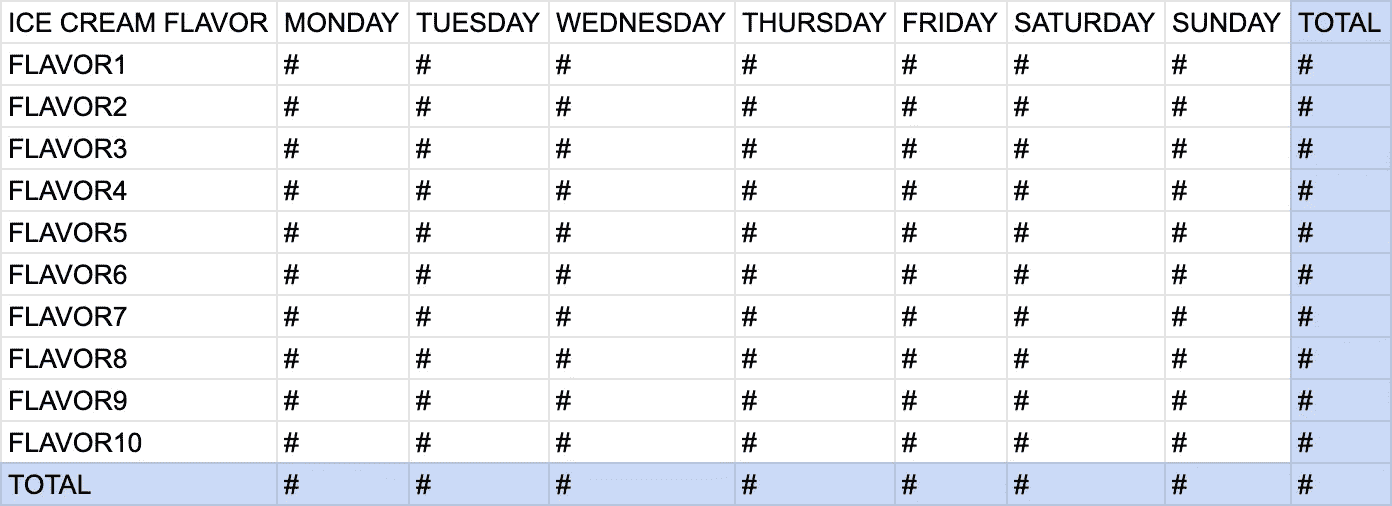 ICE CREAM FLAVOR MONDAY TUESDAY WEDNESDAY THURSDAY FRIDAY SATURDAY SUNDAY TOTAL
FLAVOR1 # # # # # # # #
FLAVOR2 # # # # # # # #
FLAVOR3 # # # # # # # #
FLAVOR4 # # # # # # # #
FLAVOR5 # # # # # # # #
FLAVOR6 # # # # # # # #
FLAVOR7 # # # # # # # #
FLAVOR8 # # # # # # # #
FLAVOR9 # # # # # # # #
FLAVOR10 # # # # # # # #
TOTAL # # # # # # # #